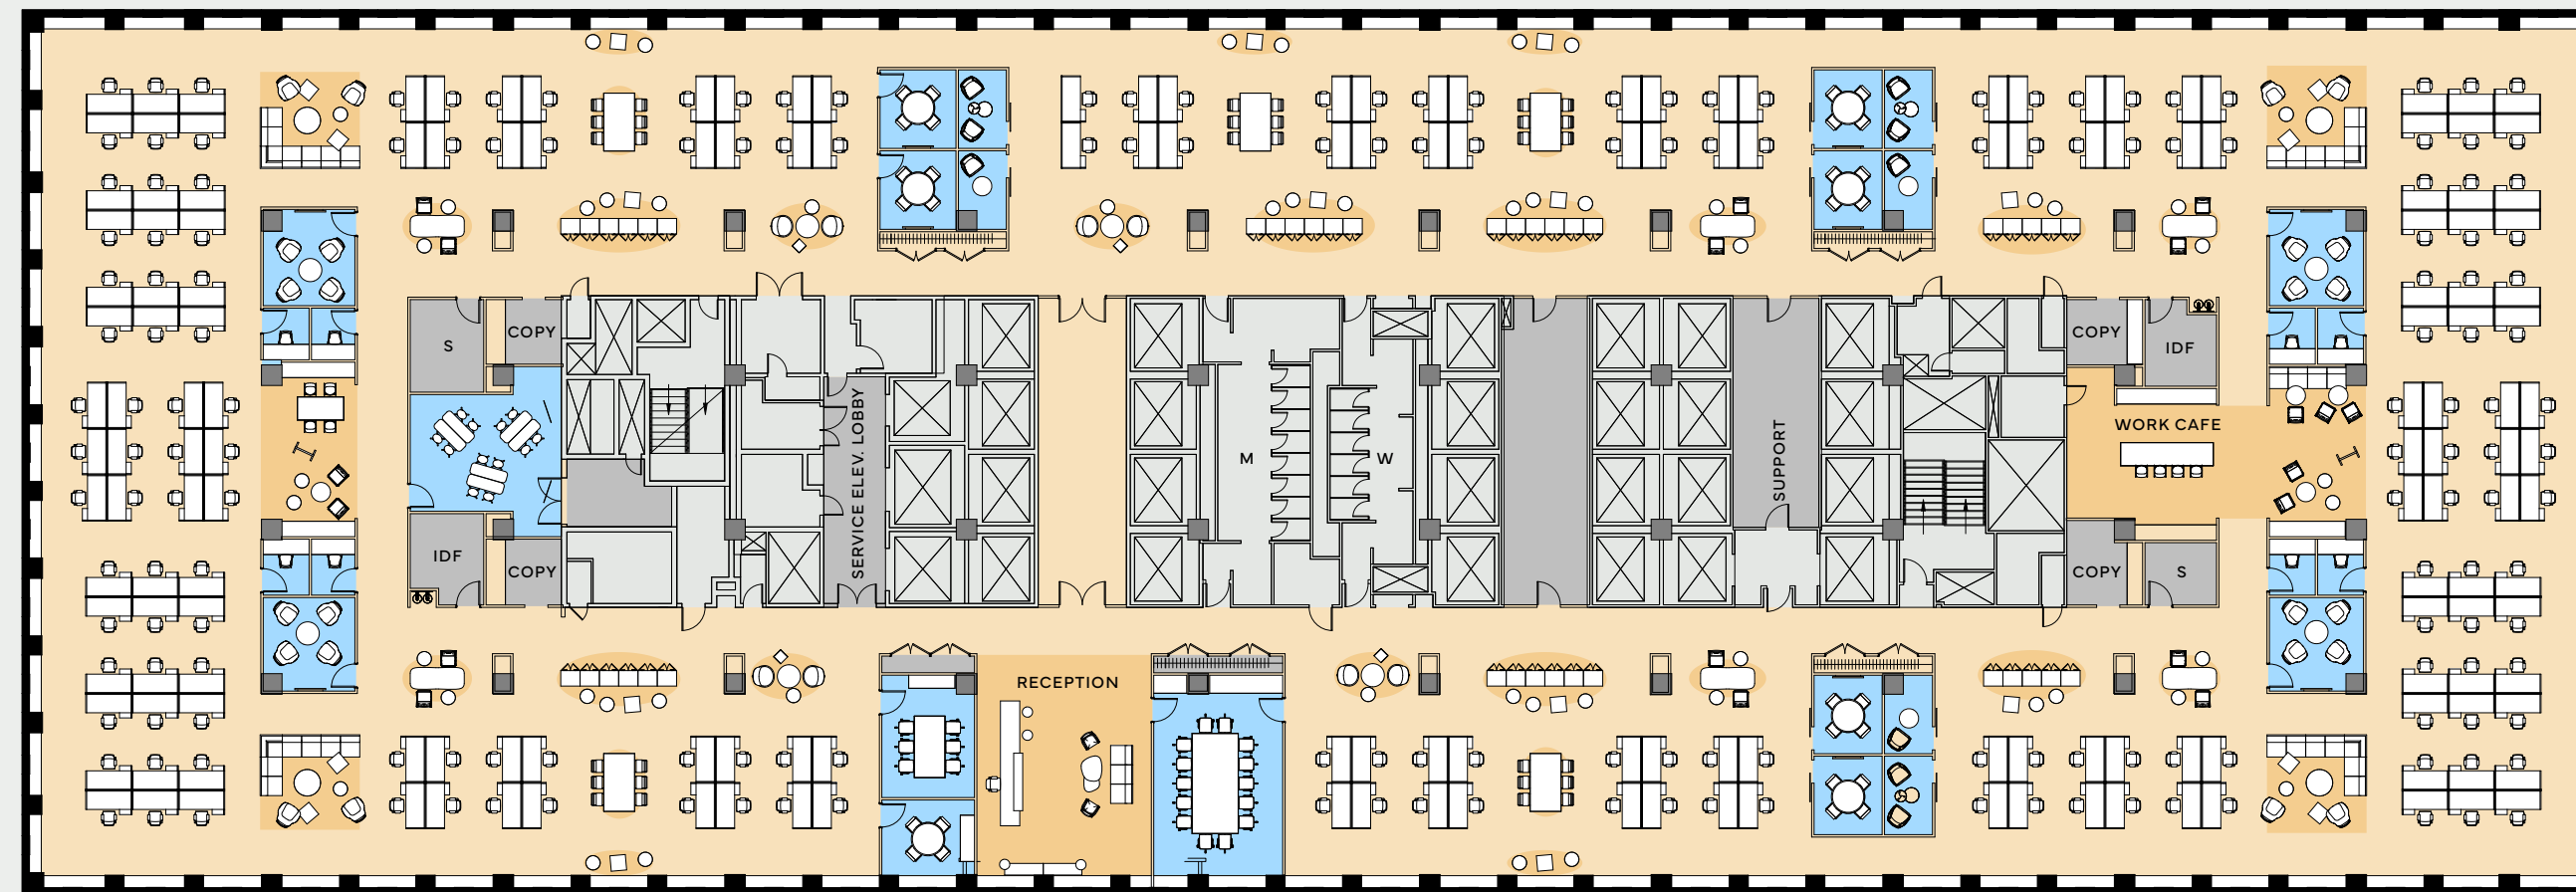 S
COPY
COPY
IDF
WORK CAFE
M
W
SUPPORT
SERVICE ELEV. LOBBY
IDF
COPY
COPY
S
RECEPTION